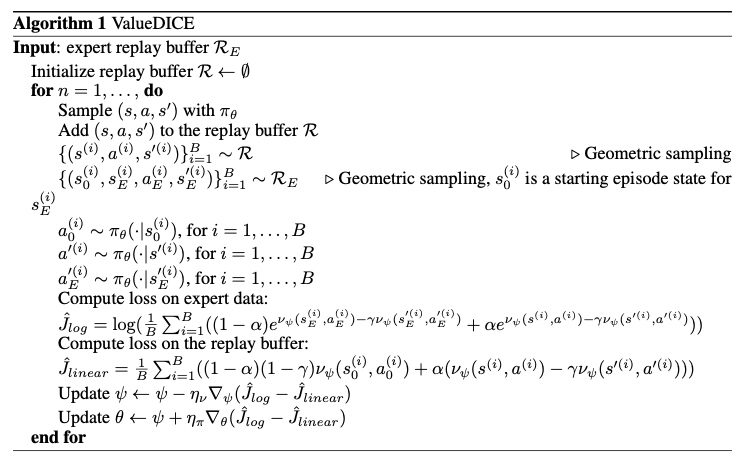 Algorithm 1 ValueDICE
Input: expert replay buffer $\mathcal{R}_E$
Initialize replay buffer $\mathcal{R} \leftarrow \emptyset$
for $n = 1, \ldots,$ do
Sample $(s, a, s')$ with $\pi_\theta$
Add $(s, a, s')$ to the replay buffer $\mathcal{R}$
$\{(s^{(i)}, a^{(i)}, s'^{(i)})\}_{i=1}^{B} \sim \mathcal{R}$ ▷ Geometric sampling
$\{(s_0^{(i)}, s_E^{(i)}, a_E^{(i)}, s_E'^{(i)})\}_{i=1}^{B} \sim \mathcal{R}_E$ ▷ Geometric sampling, $s_0^{(i)}$ is a starting episode state for
$s_E^{(i)}$
$a_0^{(i)} \sim \pi_\theta(\cdot|s_0^{(i)})$, for $i = 1, \ldots, B$
$a'^{(i)} \sim \pi_\theta(\cdot|s'^{(i)})$, for $i = 1, \ldots, B$
$a_E'^{(i)} \sim \pi_\theta(\cdot|s_E'^{(i)})$, for $i = 1, \ldots, B$
Compute loss on expert data:
$\hat{J}_{log} = \log(\frac{1}{B} \sum_{i=1}^{B} ((1-\alpha)e^{\nu_\psi(s_E^{(i)}, a_E^{(i)}) - \gamma\nu_\psi(s_E'^{(i)}, a_E'^{(i)})} + \alpha e^{\nu_\psi(s^{(i)}, a^{(i)}) - \gamma\nu_\psi(s'^{(i)}, a'^{(i)})}))$
Compute loss on the replay buffer:
$\hat{J}_{linear} = \frac{1}{B} \sum_{i=1}^{B} ((1-\alpha)(1-\gamma)\nu_\psi(s_0^{(i)}, a_0^{(i)}) + \alpha(\nu_\psi(s^{(i)}, a^{(i)}) - \gamma\nu_\psi(s'^{(i)}, a'^{(i)})))$
Update $\psi \leftarrow \psi - \eta_\nu \nabla_\psi(\hat{J}_{log} - \hat{J}_{linear})$
Update $\theta \leftarrow \psi + \eta_\pi \nabla_\theta(\hat{J}_{log} - \hat{J}_{linear})$
end for